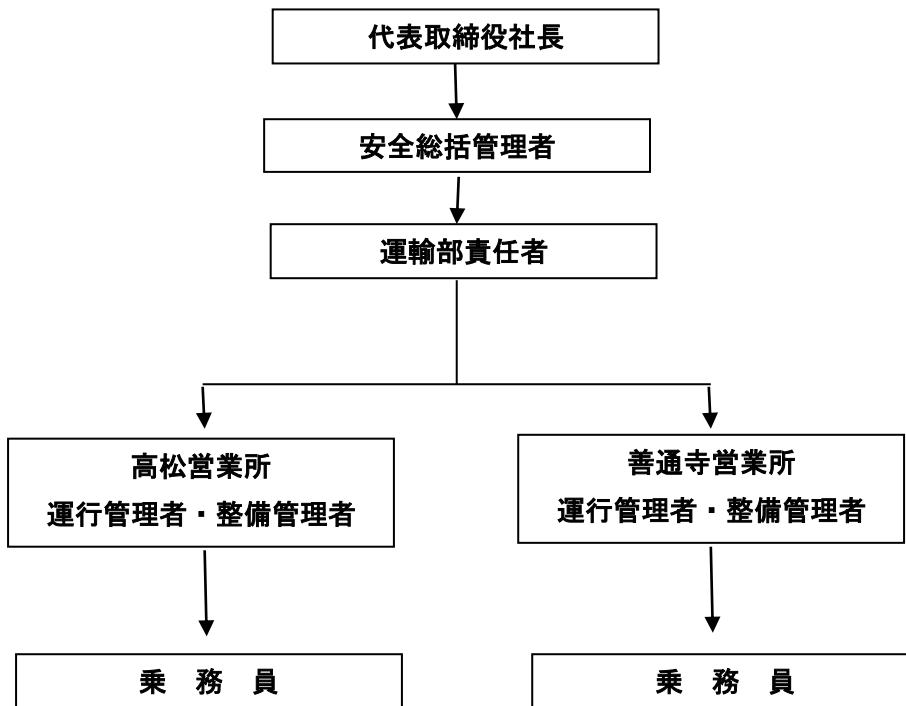 代表取締役社長
安全総括管理者
運輸部責任者
高松営業所
運行管理者・整備管理者
善通寺営業所
運行管理者・整備管理者
乗　務　員
乗　務　員